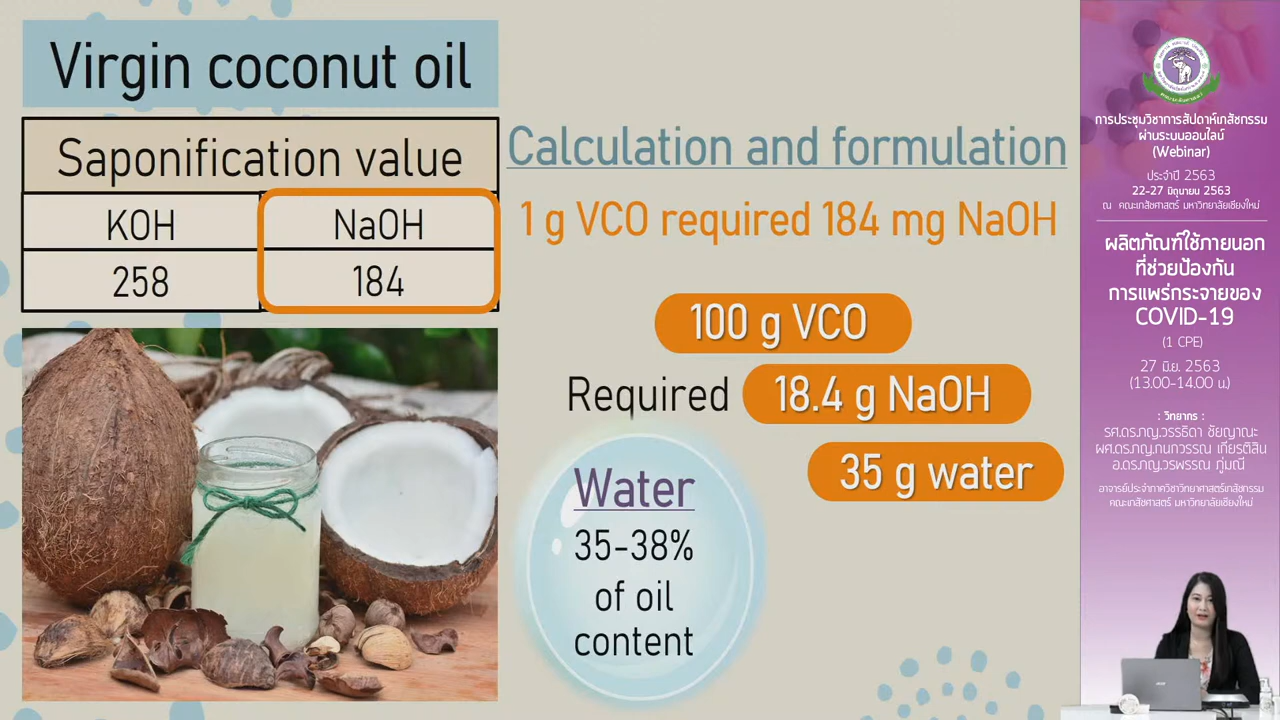 Virgin coconut oil
Saponification value
KOH
NaOH
258
184
Calculation and formulation
1 g VCO required 184 mg NaOH
100 g VCO
Required
18.4 g NaOH
35 g water
Water
35-38%
of oil
content
การประชุมวิชาการสัปดาห์เภสัชกรรม
ผ่านระบบออนไลน์
(Webinar)
ประจำปี 2563
22-27 มิถุนายน 2563
ณ คณะเภสัชศาสตร์ มหาวิทยาลัยเชียงใหม่
ผลิตภัณฑ์ใช้ภายนอก
ที่ช่วยป้องกัน
การแพร่กระจายของ
COVID-19
(1 CPE)
27 มิ.ย. 2563
(13.00-14.00 น.)
: วิทยากร :
รศ.ดร.ภญ.วรรธิดา ชัยญาณะ
ผศ.ดร.ภญ.กนกวรรณ เกียรติสิน
อ.ดร.ภญ.วรพรรณ ภู่มณี
อาจารย์ประจำภาควิชาวิทยาศาสตร์เภสัชกรรม
คณะเภสัชศาสตร์ มหาวิทยาลัยเชียงใหม่